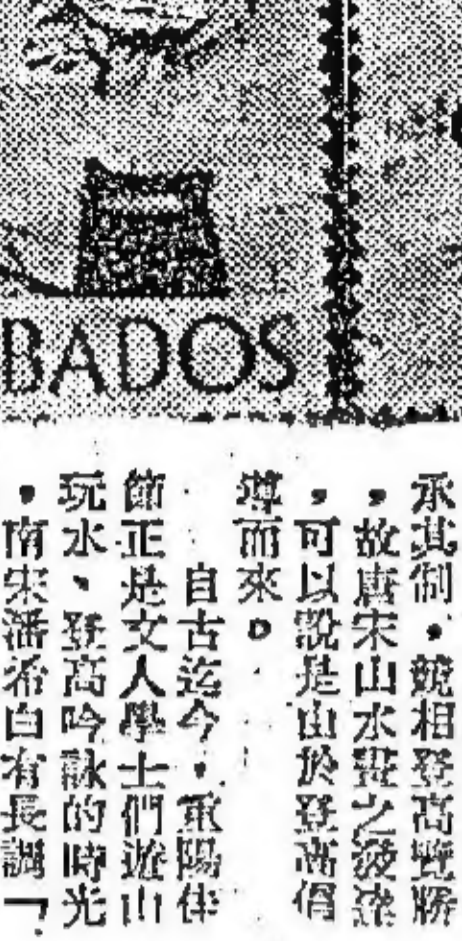 BADOS
承其制，競相登高覽勝
，故唐宋山水畫之發達
，可以說是由於登高倡
導而來。
自古迄今，重陽佳
節正是文人學士們遊山
玩水、登高吟詠的時光
，南宋潘希白有長調「